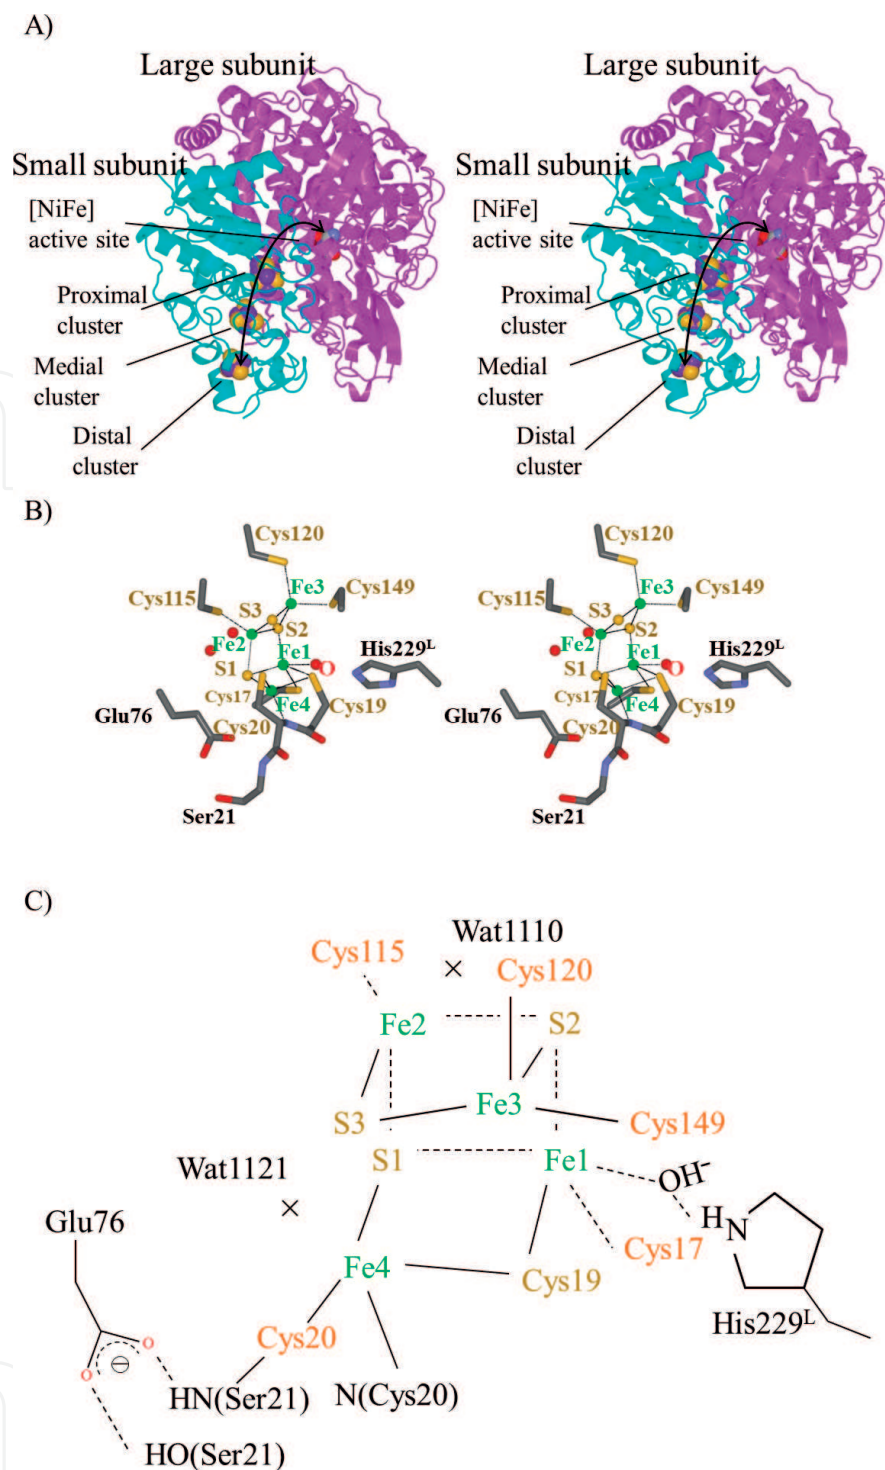 A)
Large subunit Large subunit
Small subunit Small subunit
[NiFe] [NiFe]
active site active site
Proximal Proximal
cluster cluster
Medial Medial
cluster cluster
Distal Distal
cluster cluster
B)
Cys120 Cys120
Fe3 Fe3
Cys115 S3 Cys149 Cys115 S3 Cys149
S2 S2
Fe2 Fe2
Fe1 His229L Fe1 His229L
S1 O S1 O
Cys17 Cys17
Glu76 Fe4 Cys19 Glu76 Fe4 Cys19
Cys20 Cys20
Ser21 Ser21
C)
Wat1110
Cys115 × Cys120
Fe2 S2
Fe3
S3 Cys149
Wat1121 S1 Fe1 OH-
×
Glu76 H
N
Fe4 Cys19 Cys17
His229L
O Cys20
O ⊖
HN(Ser21) N(Cys20)
HO(Ser21)